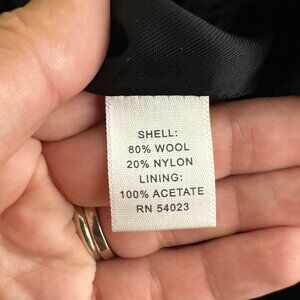 SHELL:
80% WOOL
20% NYLON
LINING:
100% ACETATE
RN 54023